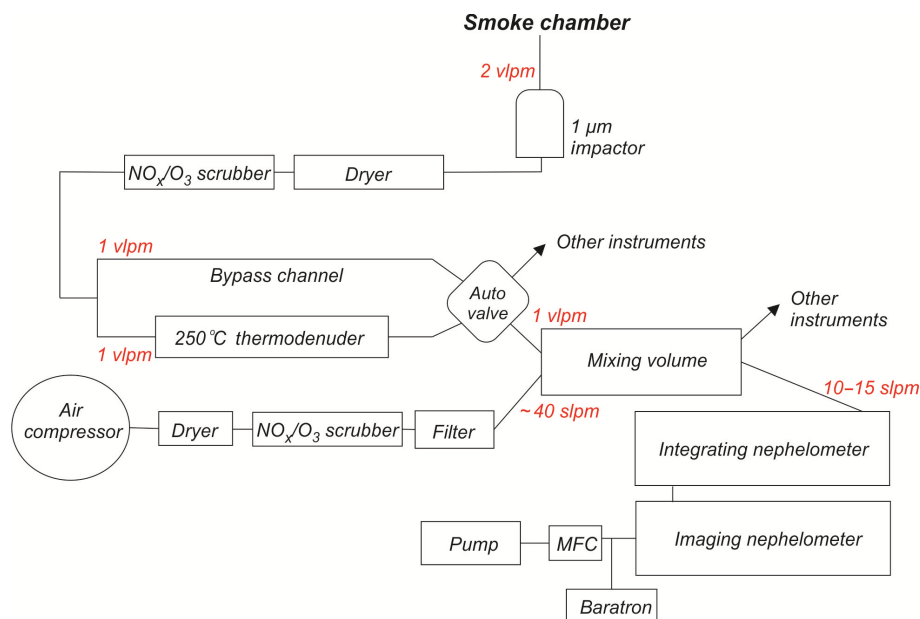 Smoke chamber
2 vlpm
1 µm
impactor
NOx/O3 scrubber
Dryer
1 vlpm
Bypass channel
Other instruments
Auto
valve
1 vlpm
Other
instruments
250°C thermodenuder
1 vlpm
Mixing volume
10–15 slpm
~40 slpm
Air
compressor
Dryer
NOx/O3 scrubber
Filter
Integrating nephelometer
Pump
MFC
Imaging nephelometer
Baratron